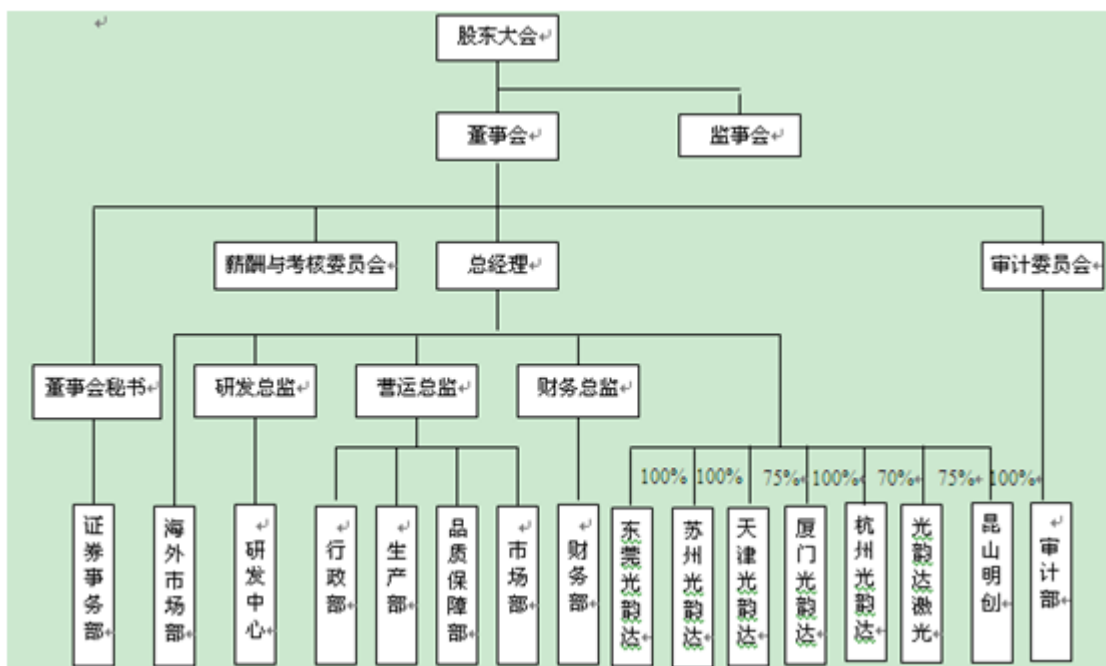 股东大会
董事会
监事会
薪酬与考核委员会
总经理
审计委员会
董事会秘书
研发总监
营运总监
财务总监
100%
100%
75%
100%
70%
75%
100%
证券事务部
海外市场部
研发中心
行政部
生产部
品质保障部
市场部
财务部
东莞光韵达
苏州光韵达
天津光韵达
厦门光韵达
杭州光韵达
光韵达激光
昆山明创
审计部